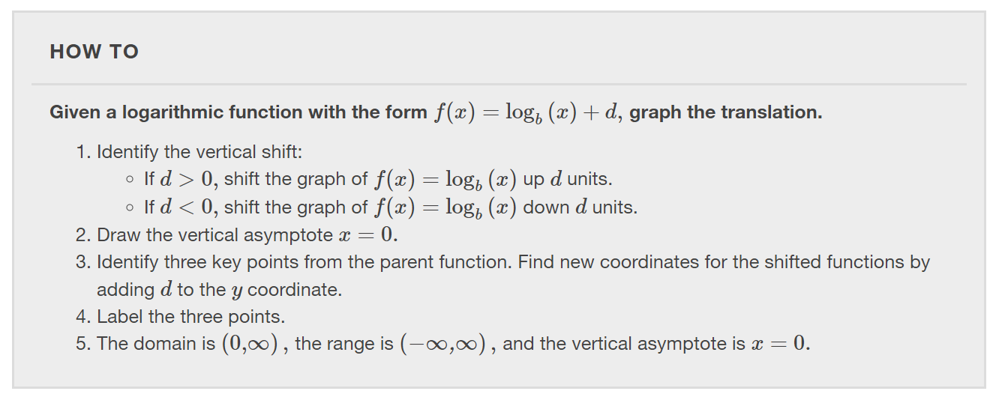 HOW TO
Given a logarithmic function with the form f(x) = log_b (x) + d, graph the translation.
1. Identify the vertical shift:
◦ If d > 0, shift the graph of f(x) = log_b (x) up d units.
◦ If d < 0, shift the graph of f(x) = log_b (x) down d units.
2. Draw the vertical asymptote x = 0.
3. Identify three key points from the parent function. Find new coordinates for the shifted functions by
adding d to the y coordinate.
4. Label the three points.
5. The domain is (0,∞), the range is (−∞,∞), and the vertical asymptote is x = 0.